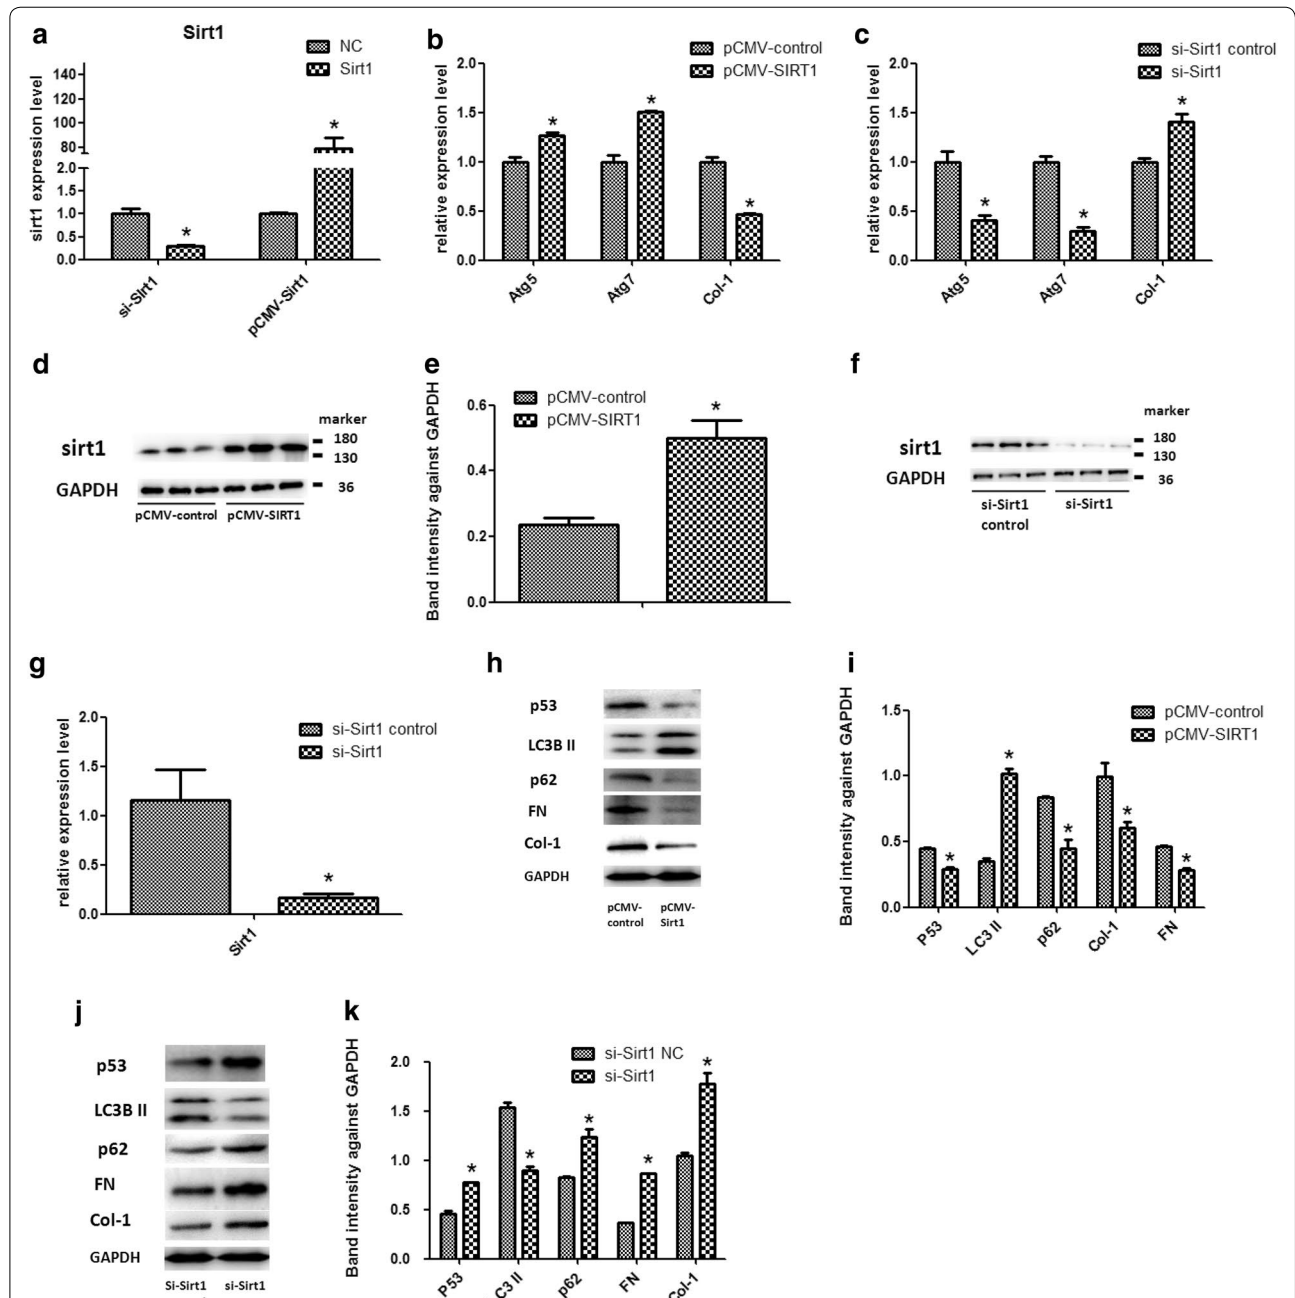 a
Sirt1
NC
Sirt1
sirt1 expression level
140
120
100
80
2.0
1.5
1.0
0.5
0.0
si-SIrt1
pCMV-Sirt1
b
pCMV-control
pCMV-SIRT1
relative expression level
2.0
1.5
1.0
0.5
0.0
Atg5
Atg7
Col-1
c
si-Sirt1 control
si-Sirt1
relative expression level
2.0
1.5
1.0
0.5
0.0
Atg5
Atg7
Col-1
d
marker
sirt1
180
130
GAPDH
36
pCMV-control
pCMV-SIRT1
e
pCMV-control
pCMV-SIRT1
Band intensity against GAPDH
0.6
0.4
0.2
0.0
f
marker
sirt1
180
130
GAPDH
36
si-Sirt1
control
si-Sirt1
g
si-Sirt1 control
si-Sirt1
relative expression level
2.0
1.5
1.0
0.5
0.0
Sirt1
h
p53
LC3B II
p62
FN
Col-1
GAPDH
pCMV-
control
pCMV-
Sirt1
i
pCMV-control
pCMV-SIRT1
Band intensity against GAPDH
1.5
1.0
0.5
0.0
P53
LC3 II
p62
Col-1
FN
j
p53
LC3B II
p62
FN
Col-1
GAPDH
Si-Sirt1
si-Sirt1
k
si-Sirt1 NC
si-Sirt1
Band intensity against GAPDH
2.0
1.5
1.0
0.5
0.0
P53
C3 II
p62
FN
Col-1